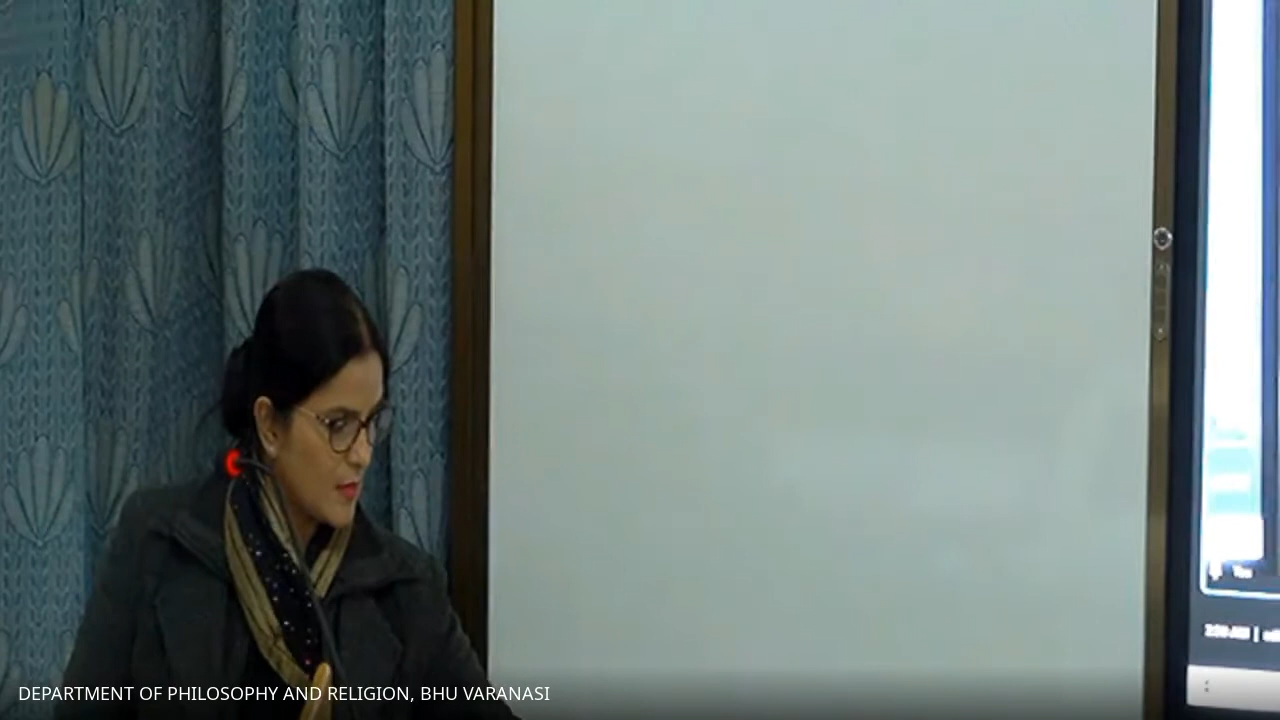 DEPARTMENT OF PHILOSOPHY AND RELIGION, BHU VARANASI